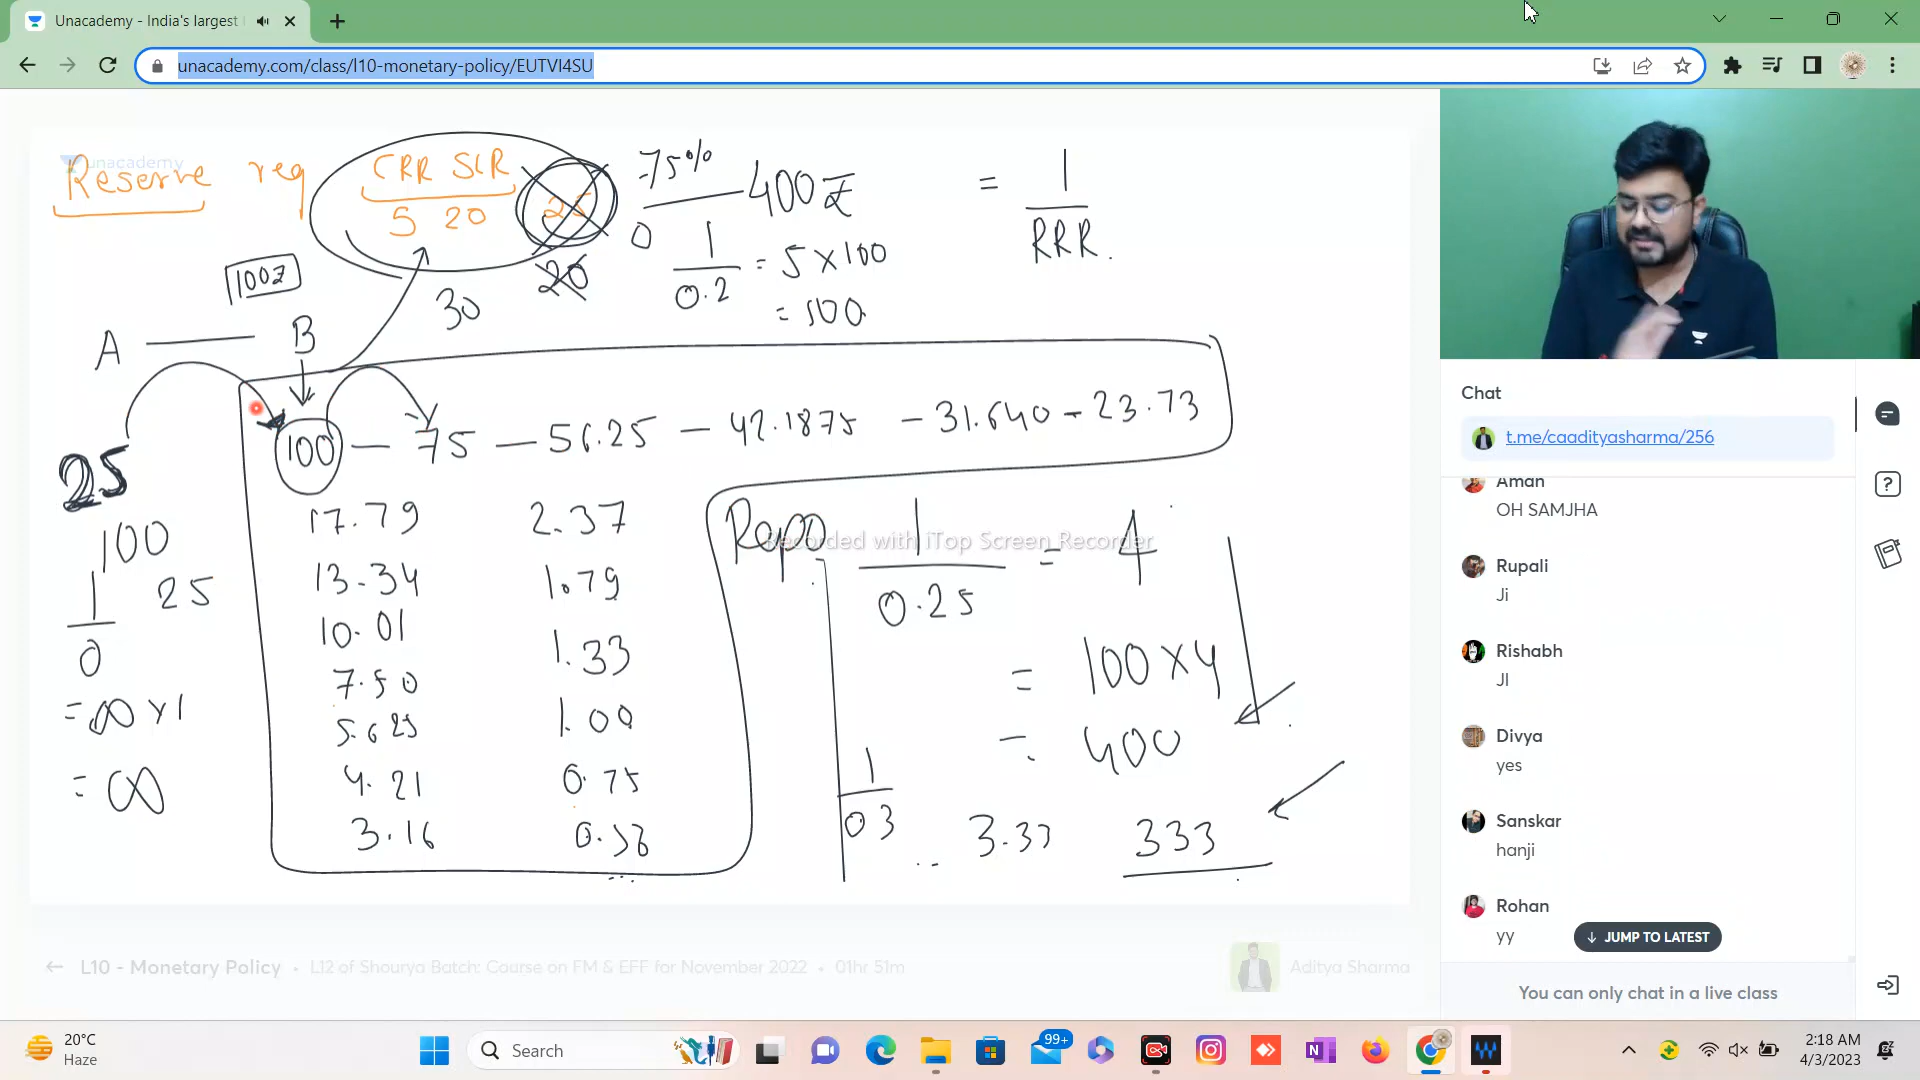 Unacademy - India's largest
unacademy.com/class/l10-monetary-policy/EUTVI4SU
unacademy
Reserve req CRR SLR
5 20 25
20
30
75%
0
400
1
0.2
= 5 × 100
= 500
= 1
RRR.
100
A — B
100 — 75 — 56.25 — 42.1875 – 31.640 – 23.73
25
100
1 25
0
= ∞ × 1
= ∞
17.79 2.37
13.34 1.79
10.01 1.33
7.50 1.00
5.625 0.75
4.21
3.16
Repo
1
0.25
= 4
= 100 × 4
= 400
1
03
3.33 333
Recorded with iTop Screen Recorder
L10 - Monetary Policy • L12 of Shourya Batch: Course on FM & EFF for November 2022 • 01hr 51m
Aditya Sharma
Chat
t.me/caadityasharma/256
Aman
OH SAMJHA
Rupali
Ji
Rishabh
JI
Divya
yes
Sanskar
hanji
Rohan
yy
JUMP TO LATEST
You can only chat in a live class
20°C
Haze
Search
99+
2:18 AM
4/3/2023